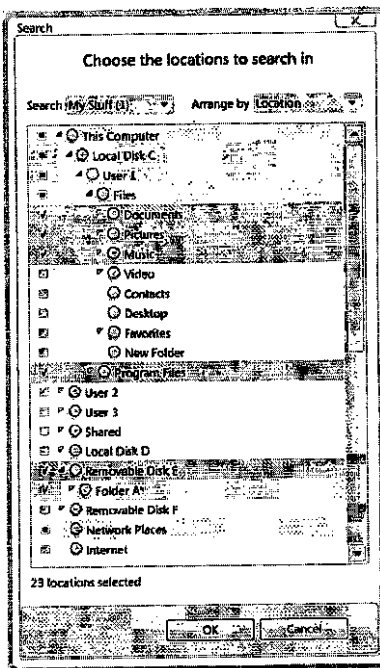 Search
Choose the locations to search in
Search My Stuff (1) Arrange by Location
This Computer
Local Disk C
User 1
Files
Documents
Pictures
Music
Video
Contacts
Desktop
Favorites
New Folder
Program Files
User 2
User 3
Shared
Local Disk D
Removable Disk E
Folder A
Removable Disk F
Network Places
Internet
23 locations selected
OK Cancel